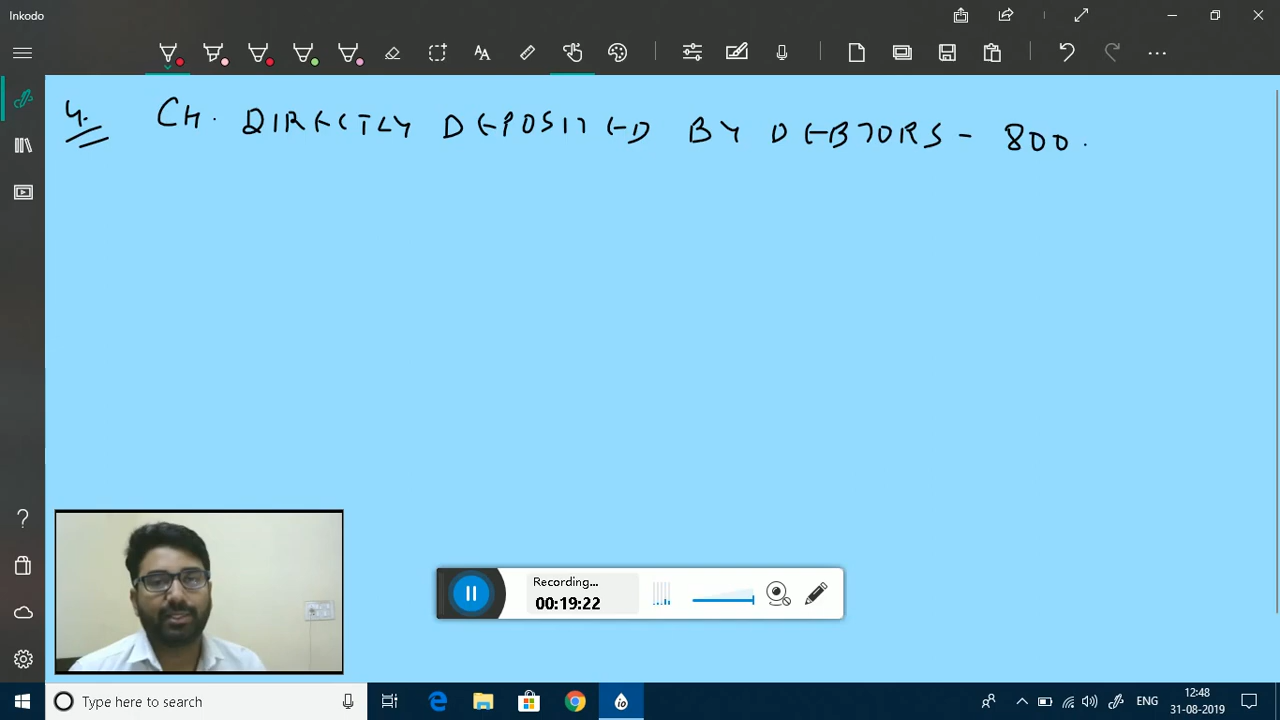 Inkodo
4. CH. DIRECTLY DEPOSITED BY DEBTORS - 800.
Recording...
00:19:22
Type here to search
ENG
12:48
31-08-2019